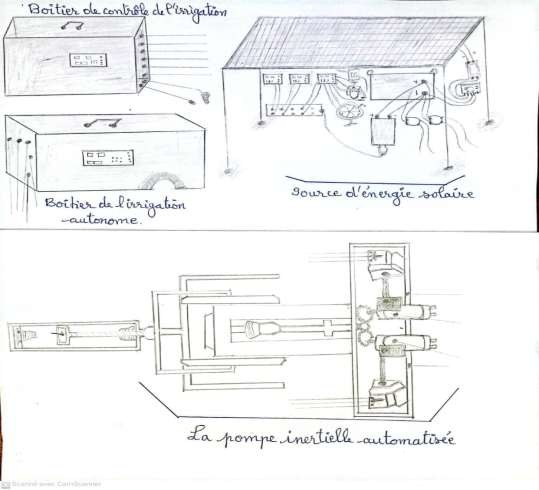 Boîtier de contrôle de l'irrigation
Boîtier de l'irrigation
autonome.
Source d'énergie solaire
La pompe inertielle automatisée
Scanné avec CamScanner